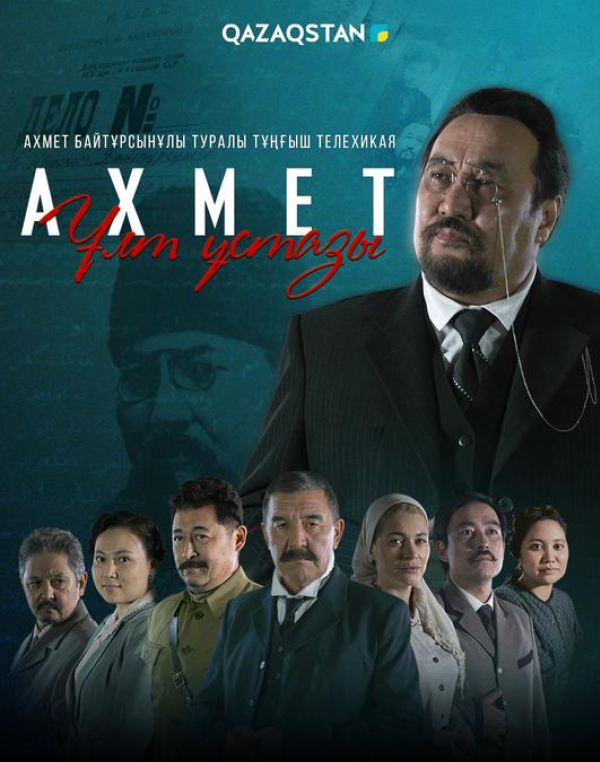 QAZAQSTAN
ДЕЛО №
АХМЕТ БАЙТҰРСЫНҰЛЫ ТУРАЛЫ ТҰҢҒЫШ ТЕЛЕХИКАЯ
АХМЕТ
Ұлт ұстазы